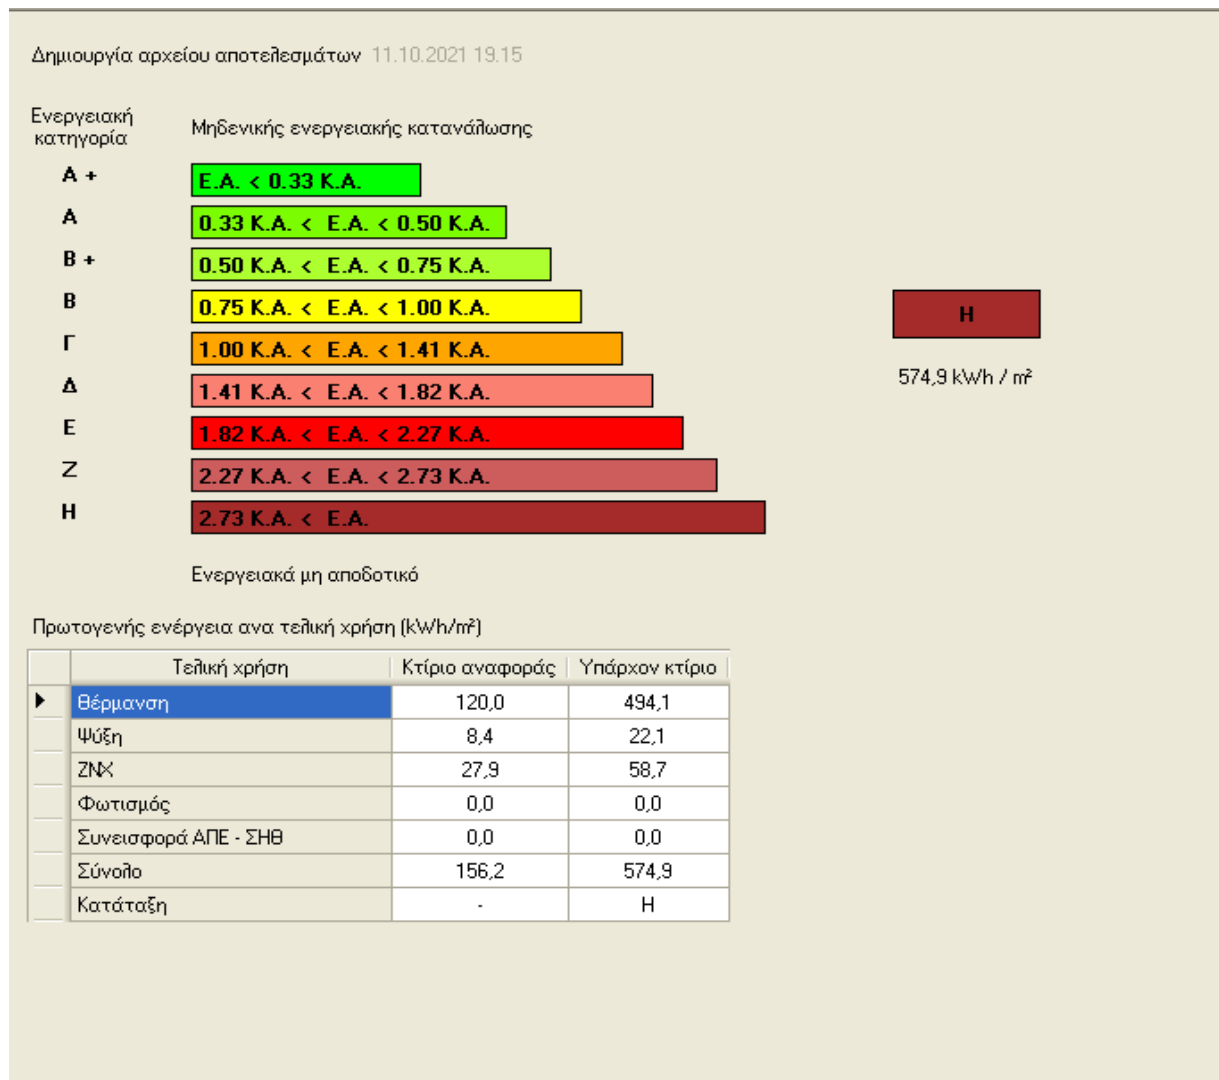 Δημιουργία αρχείου αποτελεσμάτων 11.10.2021 19.15
Ενεργειακή
κατηγορία
Μηδενικής ενεργειακής κατανάλωσης
Α + Ε.Α. < 0.33 Κ.Α.
Α 0.33 Κ.Α. < Ε.Α. < 0.50 Κ.Α.
Β + 0.50 Κ.Α. < Ε.Α. < 0.75 Κ.Α.
Β 0.75 Κ.Α. < Ε.Α. < 1.00 Κ.Α.
Γ 1.00 Κ.Α. < Ε.Α. < 1.41 Κ.Α.
Δ 1.41 Κ.Α. < Ε.Α. < 1.82 Κ.Α.
Ε 1.82 Κ.Α. < Ε.Α. < 2.27 Κ.Α.
Ζ 2.27 Κ.Α. < Ε.Α. < 2.73 Κ.Α.
Η 2.73 Κ.Α. < Ε.Α.
Η
574,9 kWh / m²
Ενεργειακά μη αποδοτικό
Πρωτογενής ενέργεια ανα τελική χρήση (kWh/m²)
Τελική χρήση Κτίριο αναφοράς Υπάρχον κτίριο
Θέρμανση 120,0 494,1
Ψύξη 8,4 22,1
ΖΝΧ 27,9 58,7
Φωτισμός 0,0 0,0
Συνεισφορά ΑΠΕ - ΣΗΘ 0,0 0,0
Σύνολο 156,2 574,9
Κατάταξη - Η